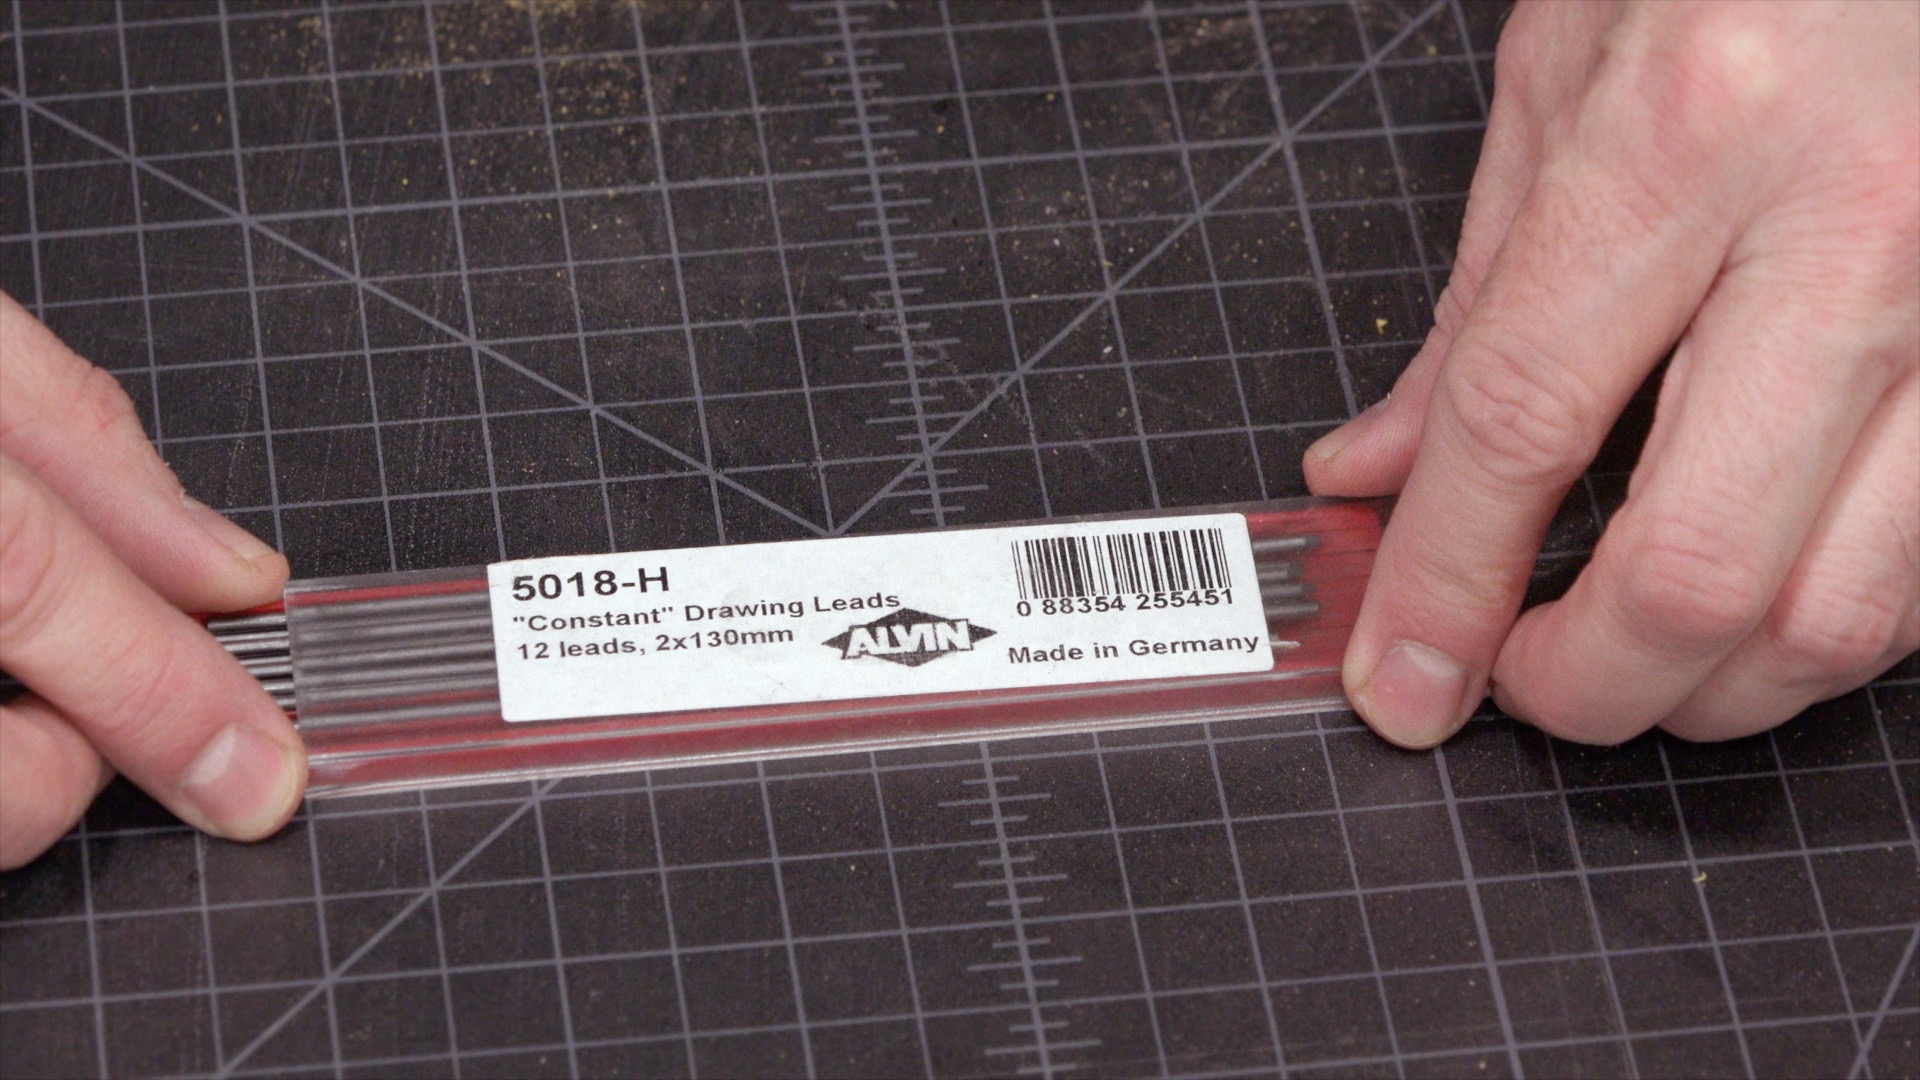 5018-H
"Constant" Drawing Leads
12 leads, 2x130mm
ALVIN
0 88354 255451
Made in Germany